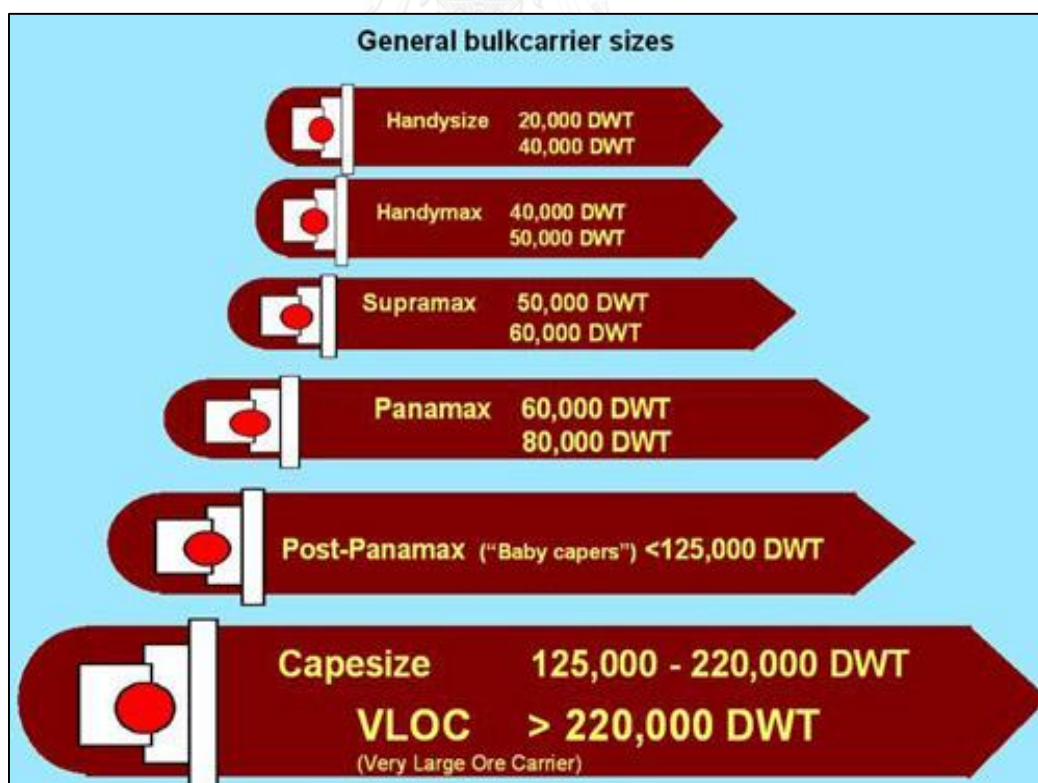 General bulkcarrier sizes
Handysize 20,000 DWT
40,000 DWT
Handymax 40,000 DWT
50,000 DWT
Supramax 50,000 DWT
60,000 DWT
Panamax 60,000 DWT
80,000 DWT
Post-Panamax ("Baby capers") <125,000 DWT
Capesize 125,000 - 220,000 DWT
VLOC > 220,000 DWT
(Very Large Ore Carrier)